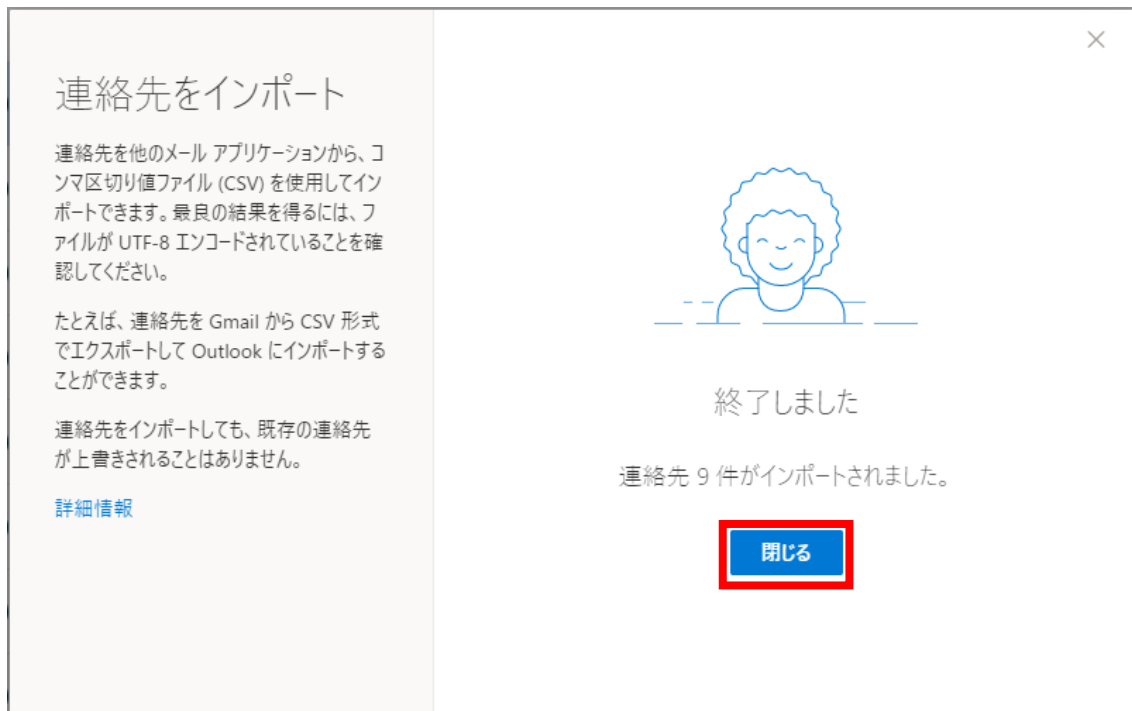 連絡先をインポート
連絡先を他のメール アプリケーションから、コ
ンマ区切り値ファイル (CSV) を使用してイン
ポートできます。最良の結果を得るには、フ
ァイルが UTF-8 エンコードされていることを確
認してください。
たとえば、連絡先を Gmail から CSV 形式
でエクスポートして Outlook にインポートする
ことができます。
連絡先をインポートしても、既存の連絡先
が上書きされることはありません。
詳細情報
終了しました
連絡先 9 件がインポートされました。
閉じる